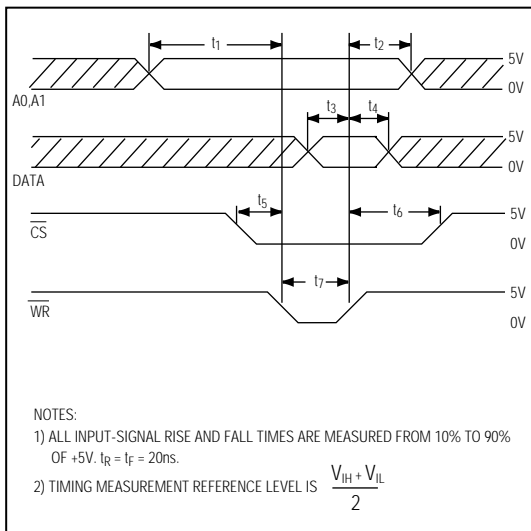 t1
t2
5V
0V
A0,A1
t3
t4
5V
0V
DATA
t5
t6
5V
CS
0V
t7
5V
WR
0V
NOTES:
1) ALL INPUT-SIGNAL RISE AND FALL TIMES ARE MEASURED FROM 10% TO 90%
OF +5V. tR = tF = 20ns.
2) TIMING MEASUREMENT REFERENCE LEVEL IS VIH + VIL
2